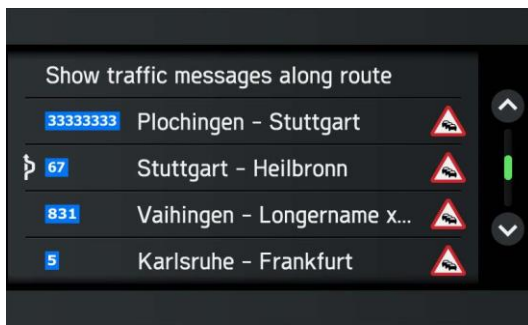 Show traffic messages along route
33333333 Plochingen – Stuttgart
67 Stuttgart – Heilbronn
831 Vaihingen – Longername x...
5 Karlsruhe – Frankfurt